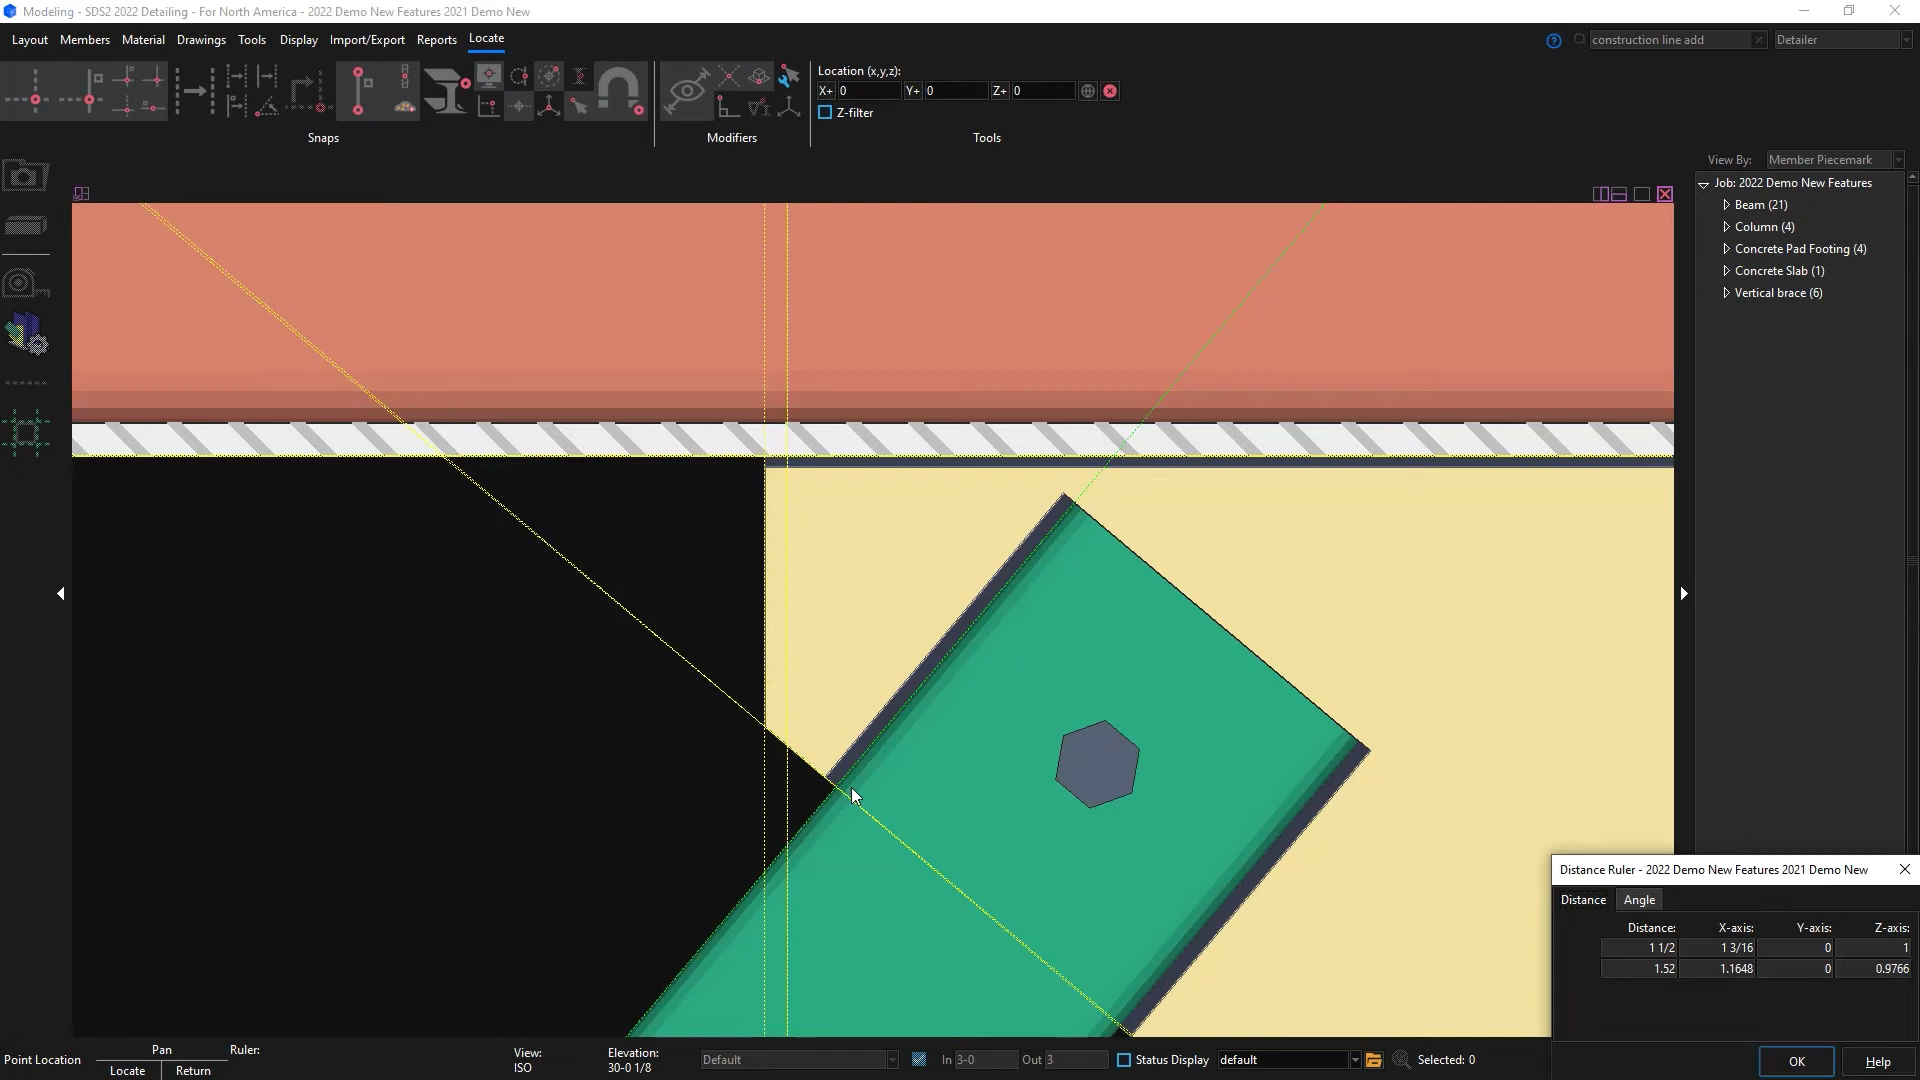 Modeling - SDS2 2022 Detailing - For North America - 2022 Demo New Features 2021 Demo New
Layout Members Material Drawings Tools Display Import/Export Reports Locate
construction line add
Detailer
Location (x,y,z):
X+ 0 Y+ 0 Z+ 0
Z-filter
Snaps Modifiers Tools
View By: Member Piecemark
Job: 2022 Demo New Features
Beam (21)
Column (4)
Concrete Pad Footing (4)
Concrete Slab (1)
Vertical brace (6)
Distance Ruler - 2022 Demo New Features 2021 Demo New
Distance Angle
Distance: X-axis: Y-axis: Z-axis:
1 1/2 1 3/16 0 1
1.52 1.1648 0 0.9766
OK Help
Point Location
Pan
Locate Return
Ruler:
View:
ISO
Elevation:
30-0 1/8
Default
In 3-0 Out 3
Status Display default
Selected: 0